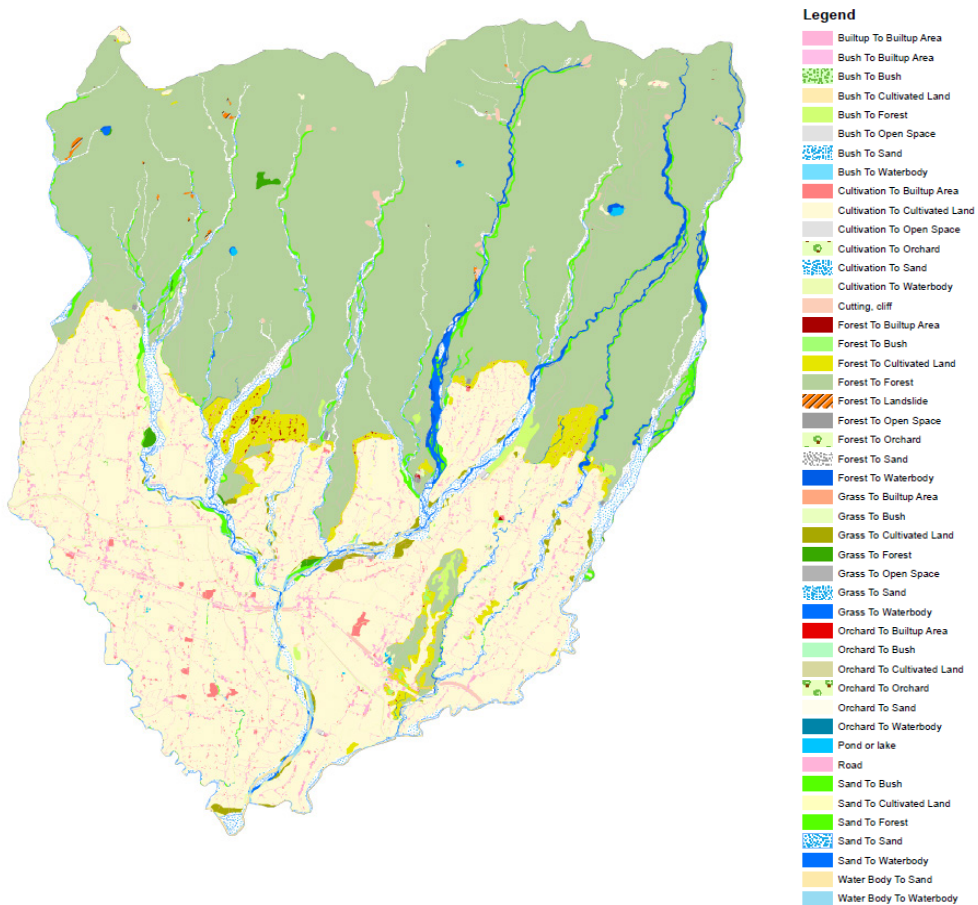 Legend
Builtup To Builtup Area
Bush To Builtup Area
Bush To Bush
Bush To Cultivated Land
Bush To Forest
Bush To Open Space
Bush To Sand
Bush To Waterbody
Cultivation To Builtup Area
Cultivation To Cultivated Land
Cultivation To Open Space
Cultivation To Orchard
Cultivation To Sand
Cultivation To Waterbody
Cutting, cliff
Forest To Builtup Area
Forest To Bush
Forest To Cultivated Land
Forest To Forest
Forest To Landslide
Forest To Open Space
Forest To Orchard
Forest To Sand
Forest To Waterbody
Grass To Builtup Area
Grass To Bush
Grass To Cultivated Land
Grass To Forest
Grass To Open Space
Grass To Sand
Grass To Waterbody
Orchard To Builtup Area
Orchard To Bush
Orchard To Cultivated Land
Orchard To Orchard
Orchard To Sand
Orchard To Waterbody
Pond or lake
Road
Sand To Bush
Sand To Cultivated Land
Sand To Forest
Sand To Sand
Sand To Waterbody
Water Body To Sand
Water Body To Waterbody